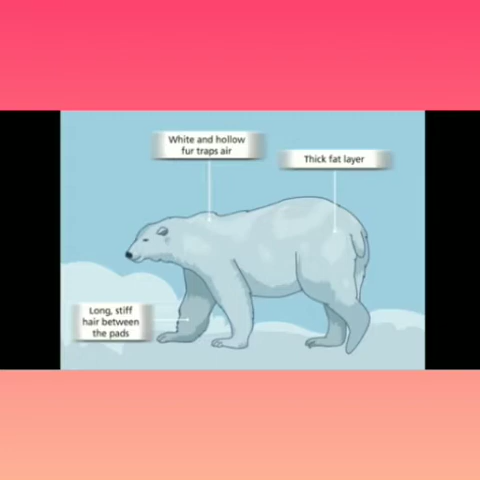 White and hollow
fur traps air
Thick fat layer
Long, stiff
hair between
the pads